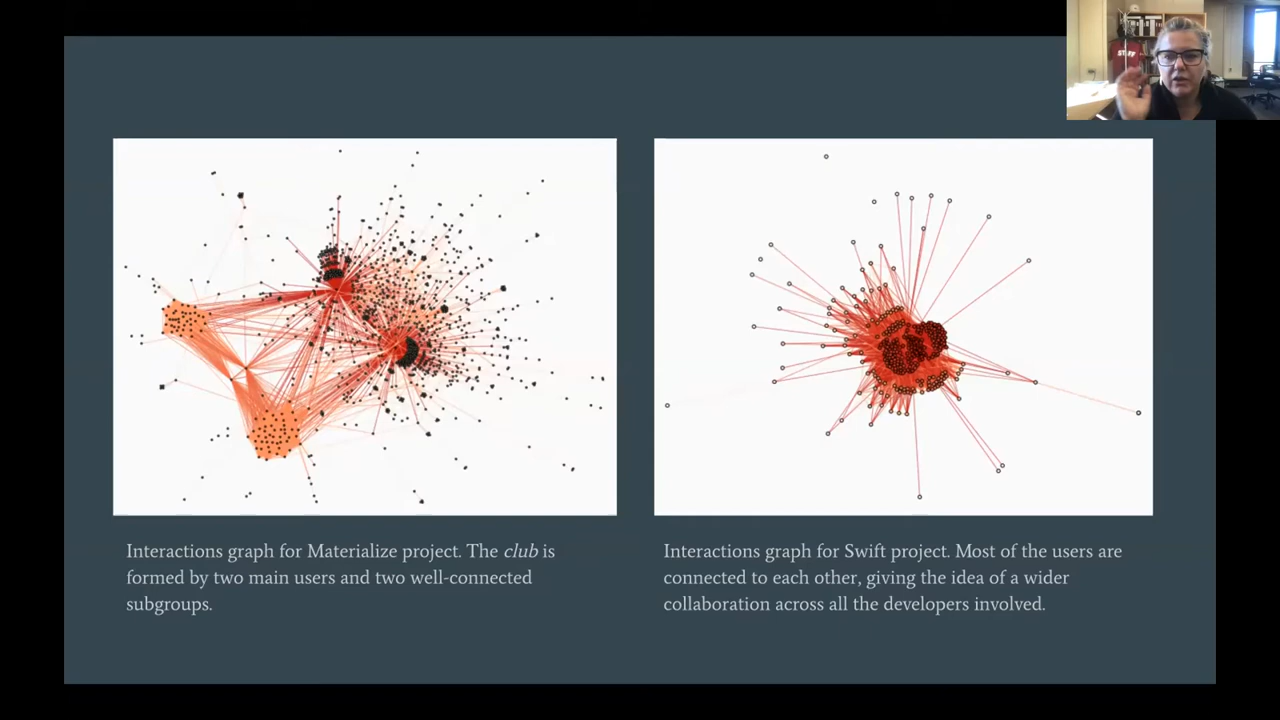 STAFF
Interactions graph for Materialize project. The club is
formed by two main users and two well-connected
subgroups.
Interactions graph for Swift project. Most of the users are
connected to each other, giving the idea of a wider
collaboration across all the developers involved.